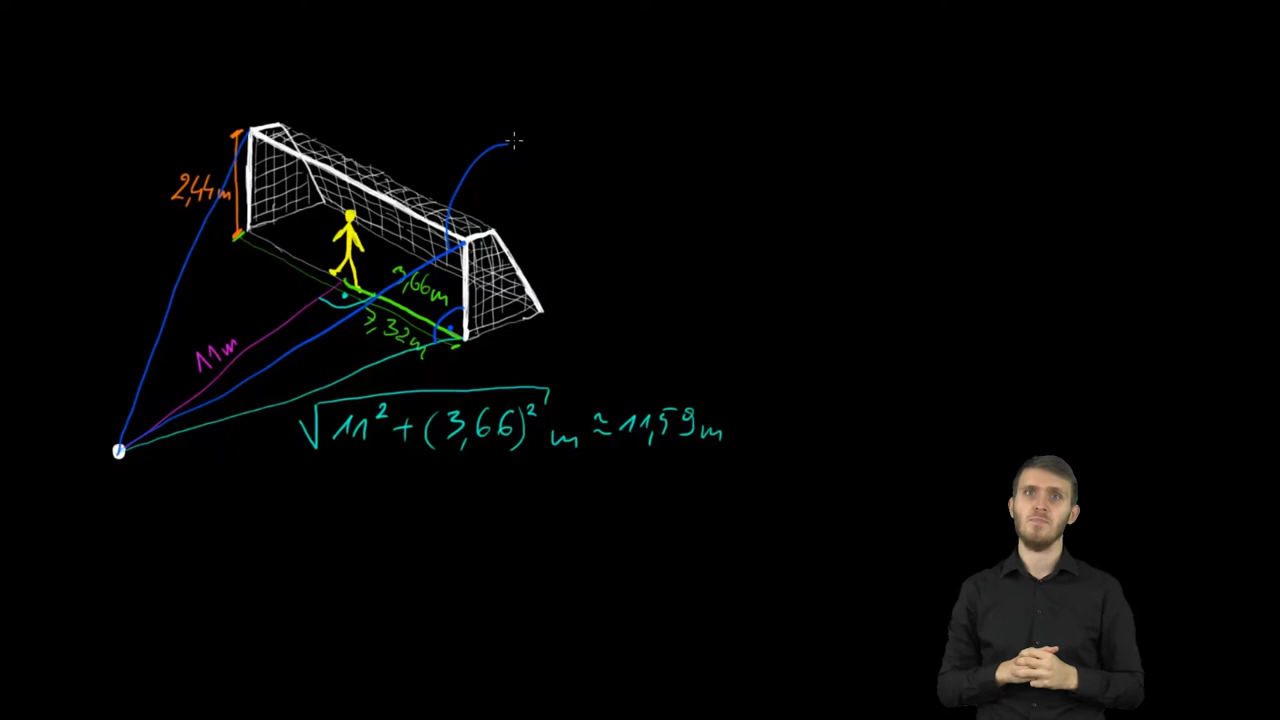 2,44m
3,66m
7,32m
11m
√11² + (3,66)² m ≈ 11,59m